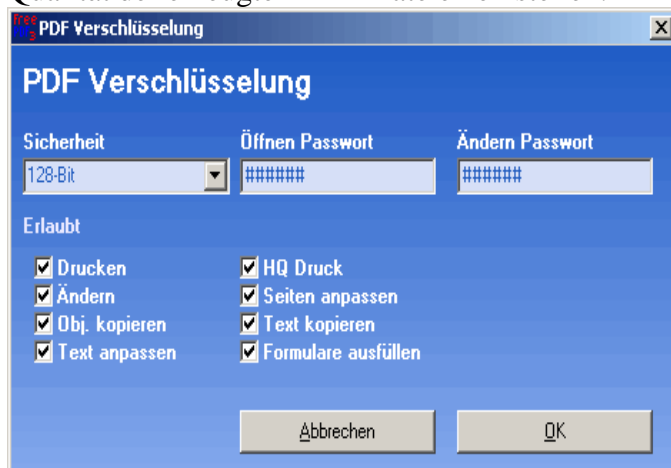 PDF Verschlüsselung
PDF Verschlüsselung
Sicherheit Öffnen Passwort Ändern Passwort
128-Bit ###### ######
Erlaubt
Drucken HQ Druck
Ändern Seiten anpassen
Obj. kopieren Text kopieren
Text anpassen Formulare ausfüllen
Abbrechen OK